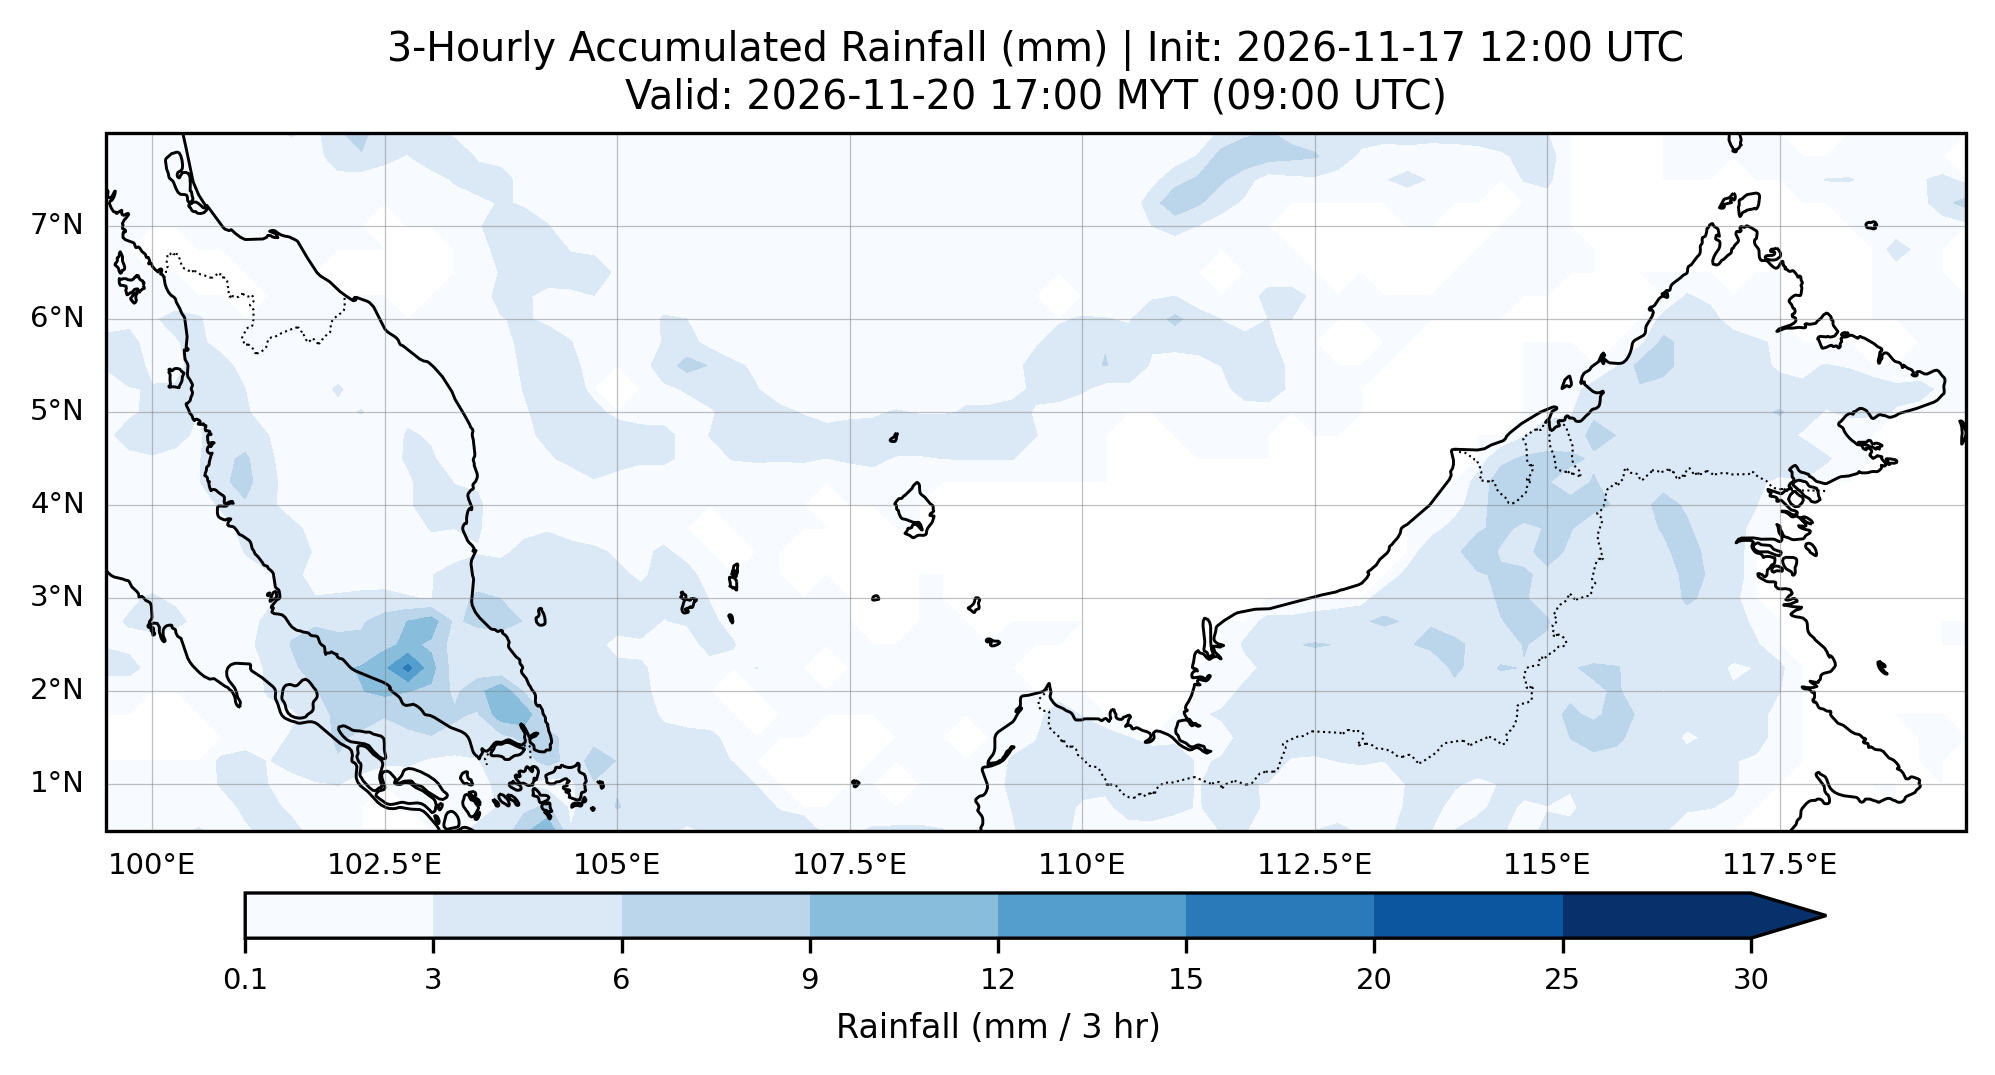 3-Hourly Accumulated Rainfall (mm) | Init: 2026-11-17 12:00 UTC
Valid: 2026-11-20 17:00 MYT (09:00 UTC)
7°N
6°N
5°N
4°N
3°N
2°N
1°N
100°E 102.5°E 105°E 107.5°E 110°E 112.5°E 115°E 117.5°E
0.1 3 6 9 12 15 20 25 30
Rainfall (mm / 3 hr)